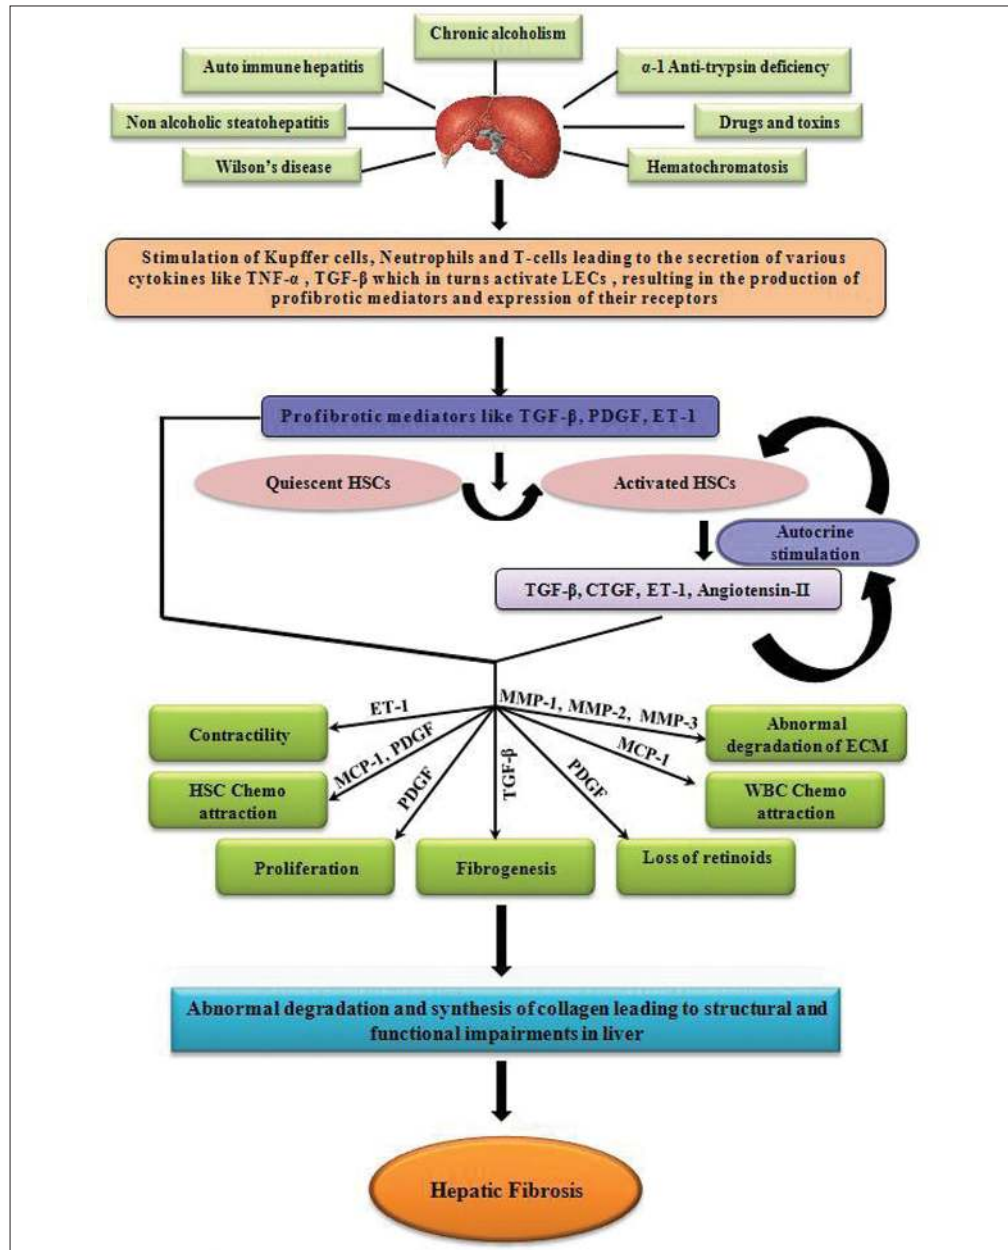 Chronic alcoholism
Auto immune hepatitis
α-1 Anti-trypsin deficiency
Non alcoholic steatohepatitis
Drugs and toxins
Wilson's disease
Hematochromatosis
Stimulation of Kupffer cells, Neutrophils and T-cells leading to the secretion of various
cytokines like TNF-α , TGF-β which in turns activate LECs , resulting in the production of
profibrotic mediators and expression of their receptors
Profibrotic mediators like TGF-β, PDGF, ET-1
Quiescent HSCs
Activated HSCs
Autocrine
stimulation
TGF-β, CTGF, ET-1, Angiotensin-II
ET-1
MMP-1, MMP-2, MMP-3
Contractility
Abnormal
degradation of ECM
MCP-1, PDGF
PDGF
TGF-β
PDGF
MCP-1
HSC Chemo
attraction
WBC Chemo
attraction
Proliferation
Fibrogenesis
Loss of retinoids
Abnormal degradation and synthesis of collagen leading to structural and
functional impairments in liver
Hepatic Fibrosis